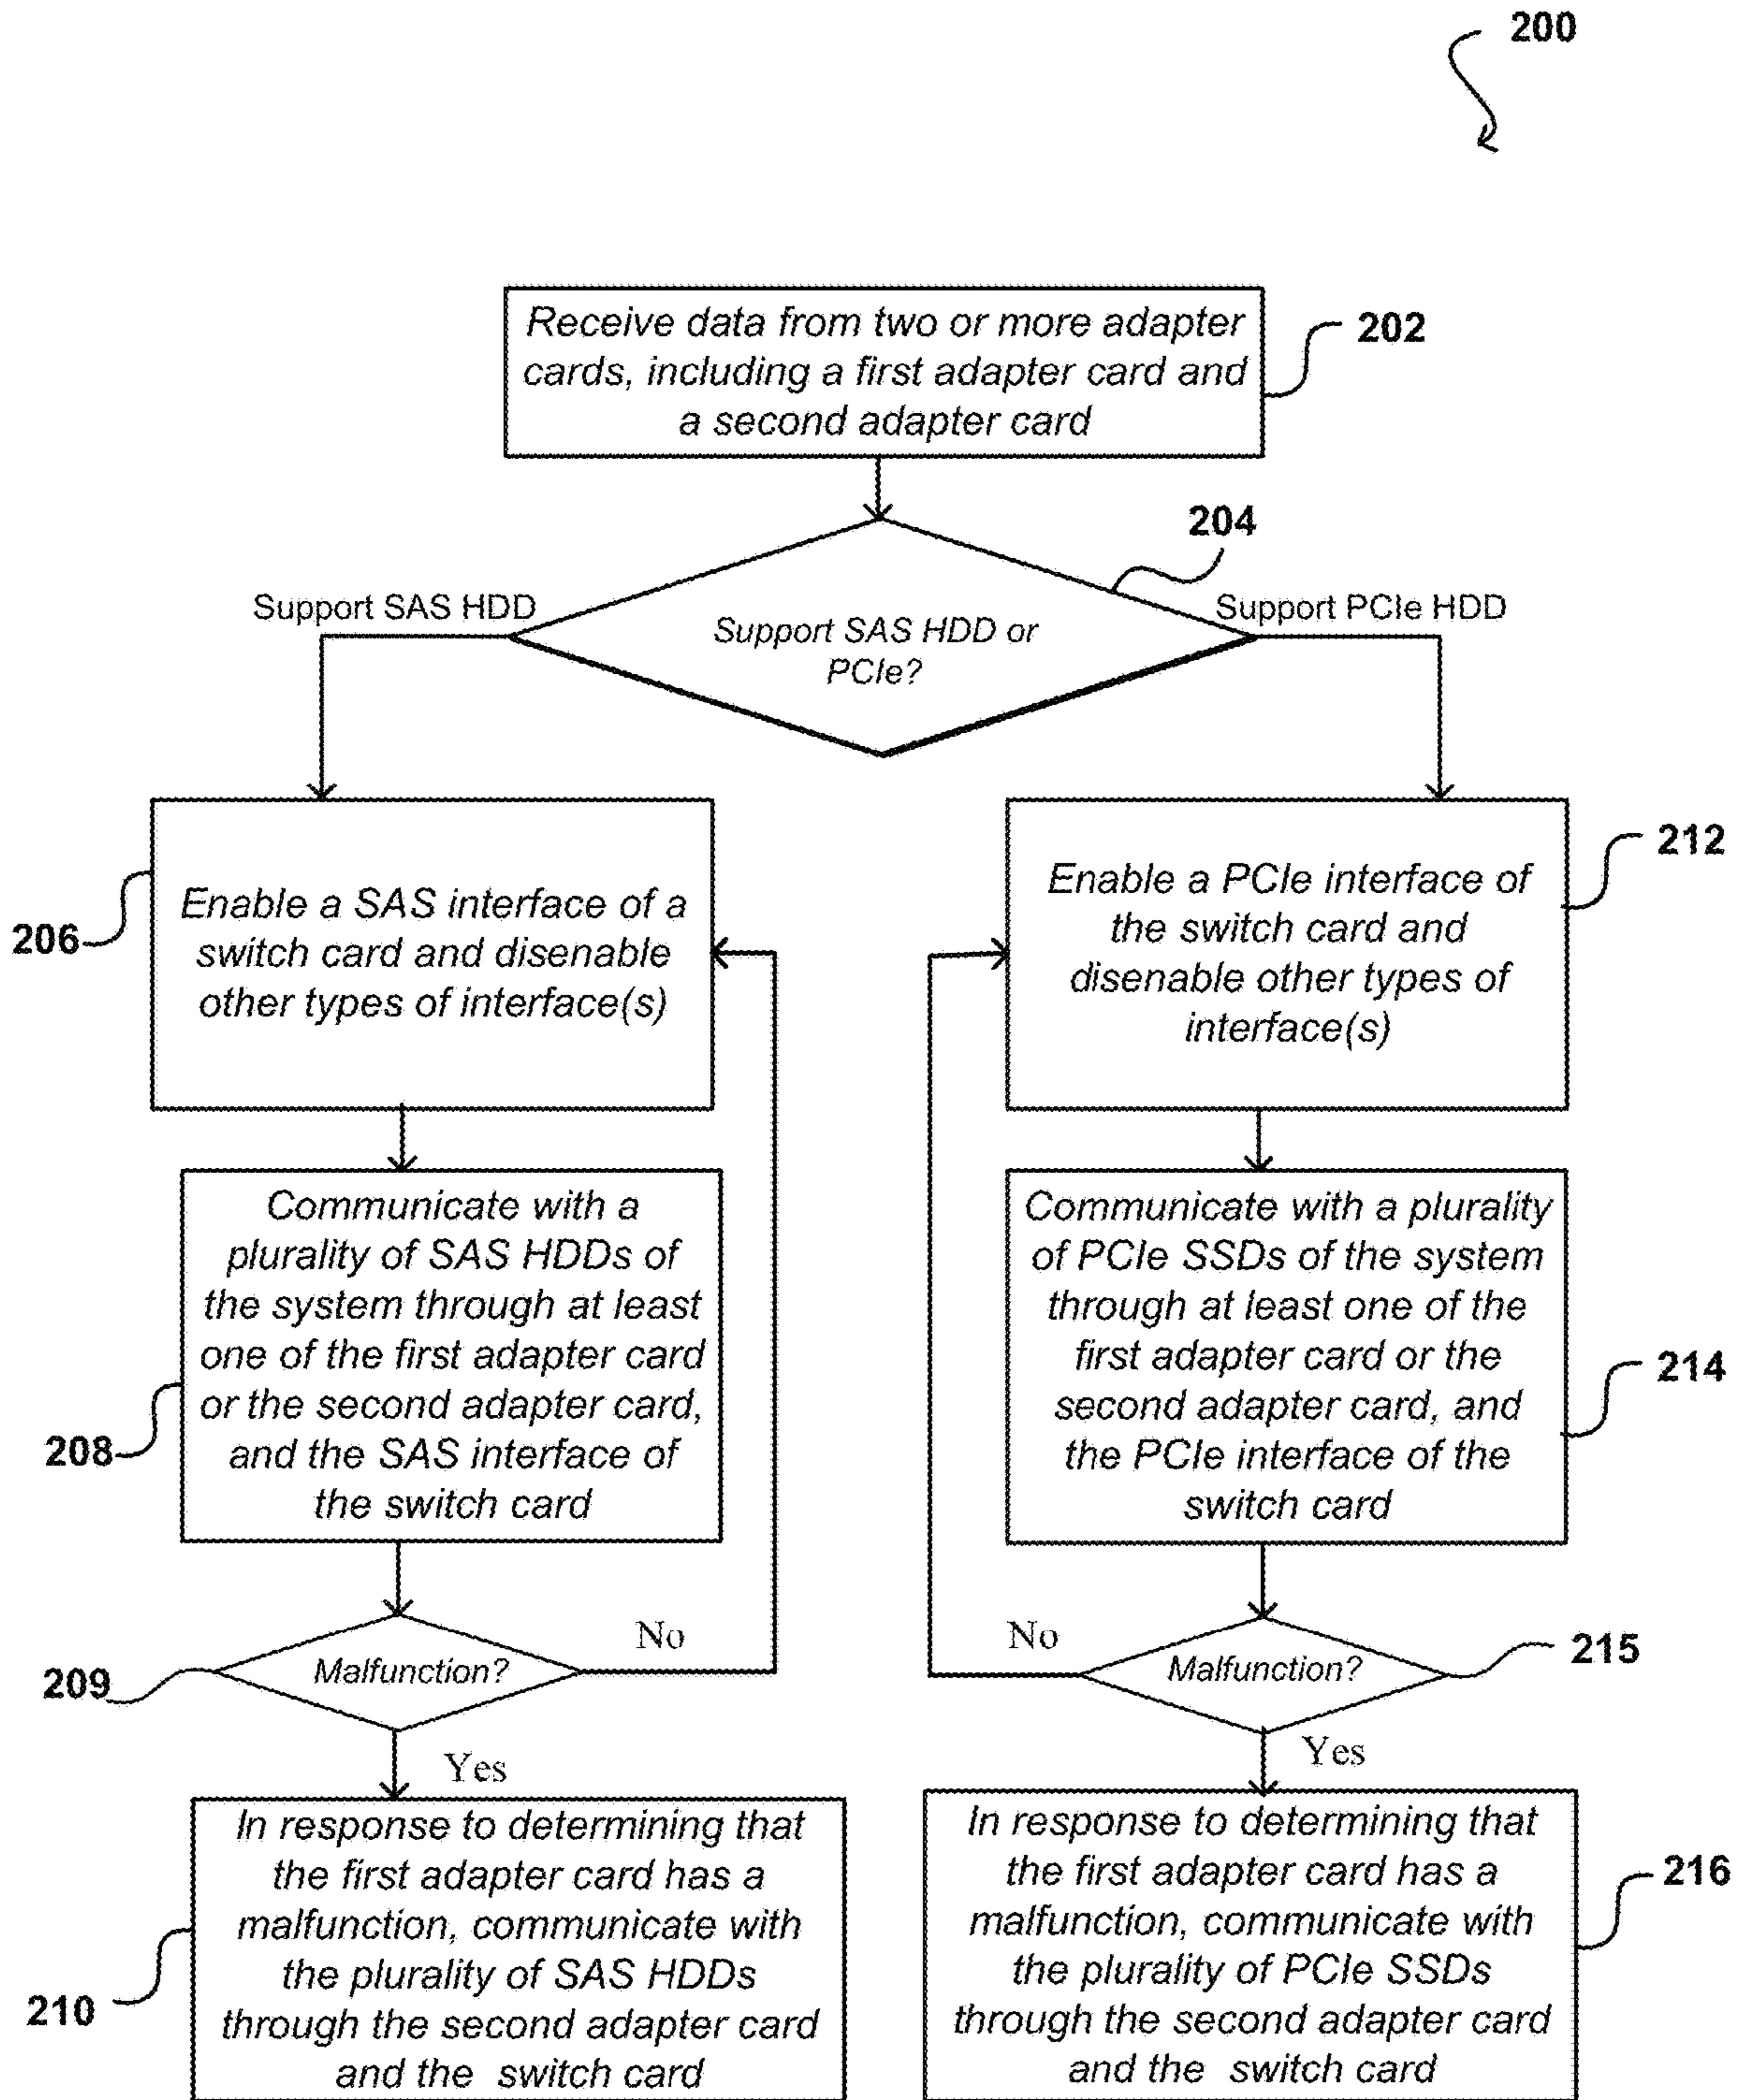 200
Receive data from two or more adapter
cards, including a first adapter card and
a second adapter card
202
204
Support SAS HDD
Support PCIe HDD
Support SAS HDD or
PCIe?
206
Enable a SAS interface of a
switch card and disenable
other types of interface(s)
212
Enable a PCIe interface of
the switch card and
disenable other types of
interface(s)
208
Communicate with a
plurality of SAS HDDs of
the system through at least
one of the first adapter card
or the second adapter card,
and the SAS interface of
the switch card
214
Communicate with a plurality
of PCIe SSDs of the system
through at least one of the
first adapter card or the
second adapter card, and
the PCIe interface of the
switch card
209
Malfunction?
No
Yes
No
Malfunction?
215
Yes
210
In response to determining that
the first adapter card has a
malfunction, communicate with
the plurality of SAS HDDs
through the second adapter card
and the switch card
216
In response to determining that
the first adapter card has a
malfunction, communicate with
the plurality of PCIe SSDs
through the second adapter card
and the switch card